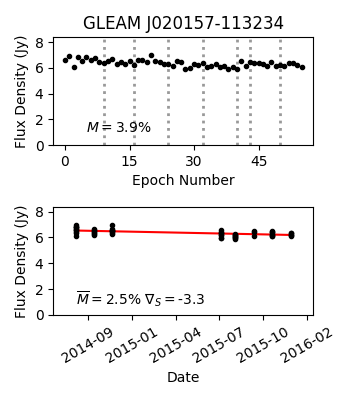 GLEAM J020157-113234
Flux Density (Jy)
8
6
4
2
0
M = 3.9%
0 15 30 45
Epoch Number
Flux Density (Jy)
8
6
4
2
0
M̅ = 2.5% ∇S = -3.3
2014-09 2015-01 2015-04 2015-07 2015-10 2016-02
Date